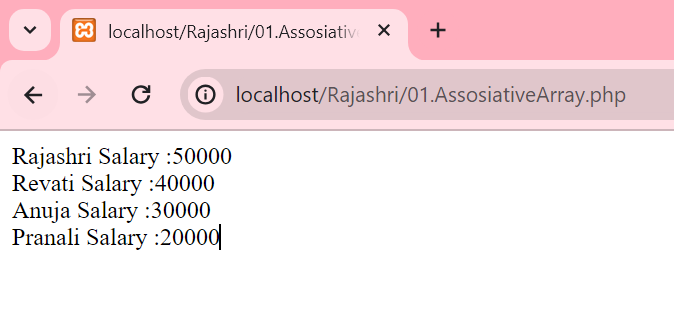 localhost/Rajashri/01.Assosiativ
localhost/Rajashri/01.AssosiativeArray.php
Rajashri Salary :50000
Revati Salary :40000
Anuja Salary :30000
Pranali Salary :20000